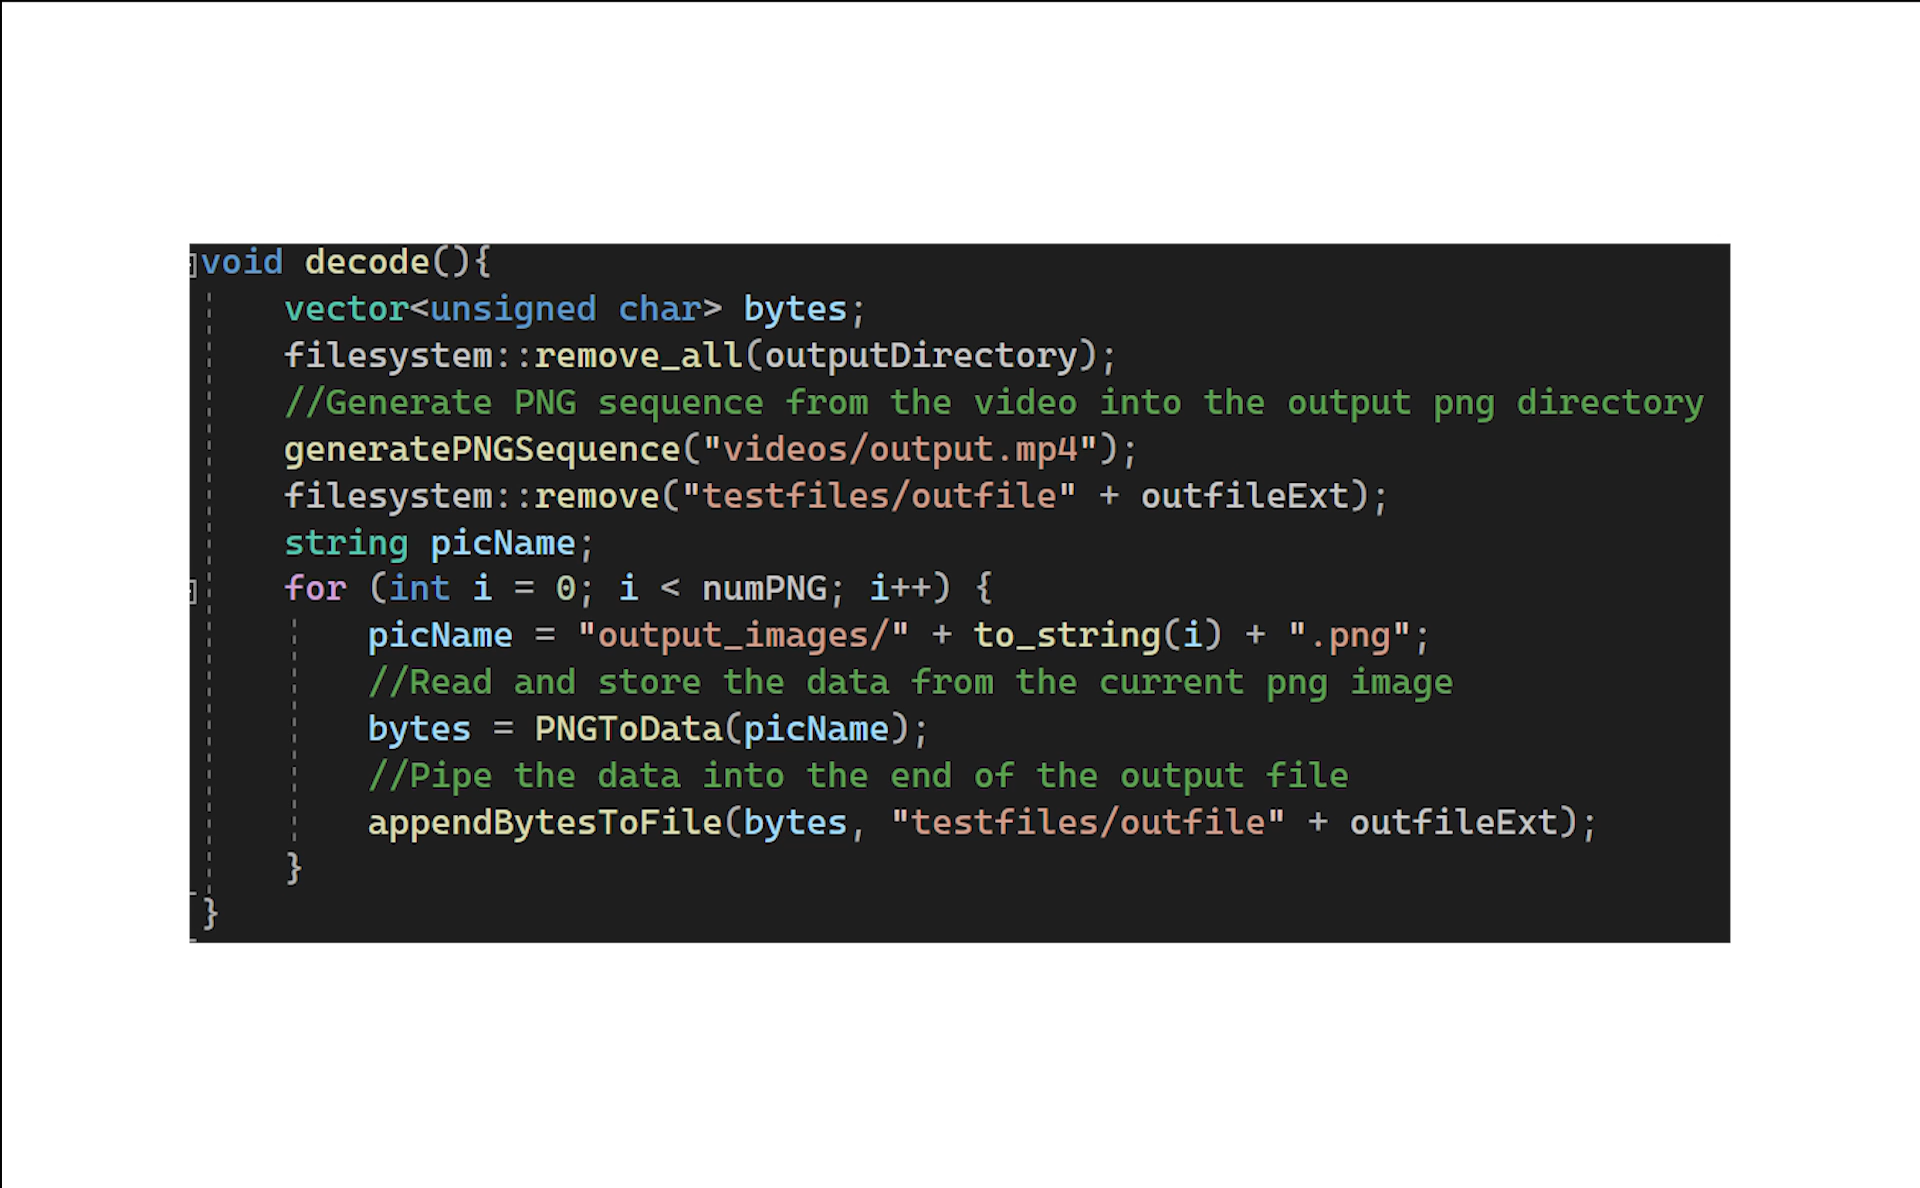 void decode(){
vector<unsigned char> bytes;
filesystem::remove_all(outputDirectory);
//Generate PNG sequence from the video into the output png directory
generatePNGSequence("videos/output.mp4");
filesystem::remove("testfiles/outfile" + outfileExt);
string picName;
for (int i = 0; i < numPNG; i++) {
picName = "output_images/" + to_string(i) + ".png";
//Read and store the data from the current png image
bytes = PNGToData(picName);
//Pipe the data into the end of the output file
appendBytesToFile(bytes, "testfiles/outfile" + outfileExt);
}
}